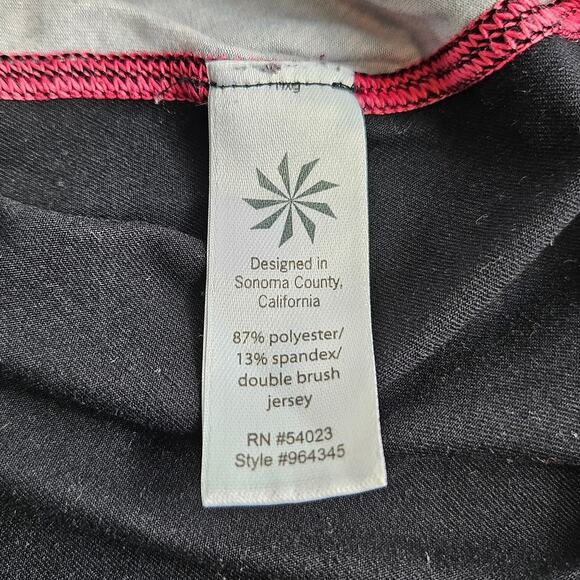 Designed in
Sonoma County,
California
87% polyester/
13% spandex/
double brush
jersey
RN #54023
Style #964345